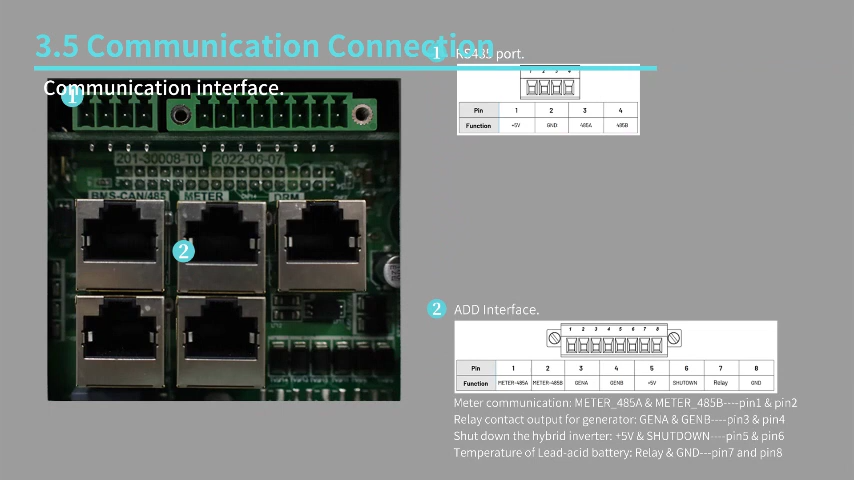 3.5 Communication Connection
Communication interface.
1
201-30008-T0 2022-06-07
BMS-CAN/485 METER DRM
2
1 RS485 port.
1 2 3 4
Pin 1 2 3 4
Function +5V GND 485A 485B
2 ADD Interface.
1 2 3 4 5 6 7 8
Pin 1 2 3 4 5 6 7 8
Function METER-485A METER-485B GENA GENB +5V SHUTDOWN Relay GND
Meter communication: METER_485A & METER_485B----pin1 & pin2
Relay contact output for generator: GENA & GENB----pin3 & pin4
Shut down the hybrid inverter: +5V & SHUTDOWN----pin5 & pin6
Temperature of Lead-acid battery: Relay & GND---pin7 and pin8